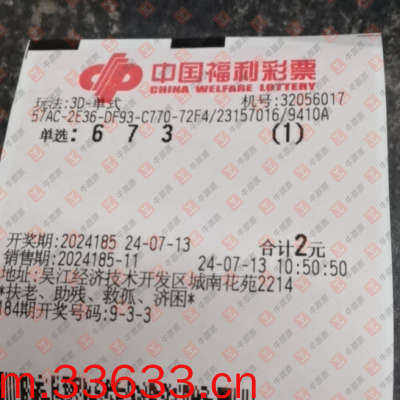 中国福利彩票
CHINA WELFARE LOTTERY
玩法:3D-单式 机号:32056017
57AC-2E36-DF93-C770-72F4/23157016/9410A
单选: 6 7 3 (1)
开奖期:2024185 24-07-13 合计2元
销售期:2024185-11 24-07-13 10:50:50
地址:吴江经济技术开发区城南花苑2214
*扶老、助残、救孤、济困*
184期开奖号码:9-3-3
m.33633.cn